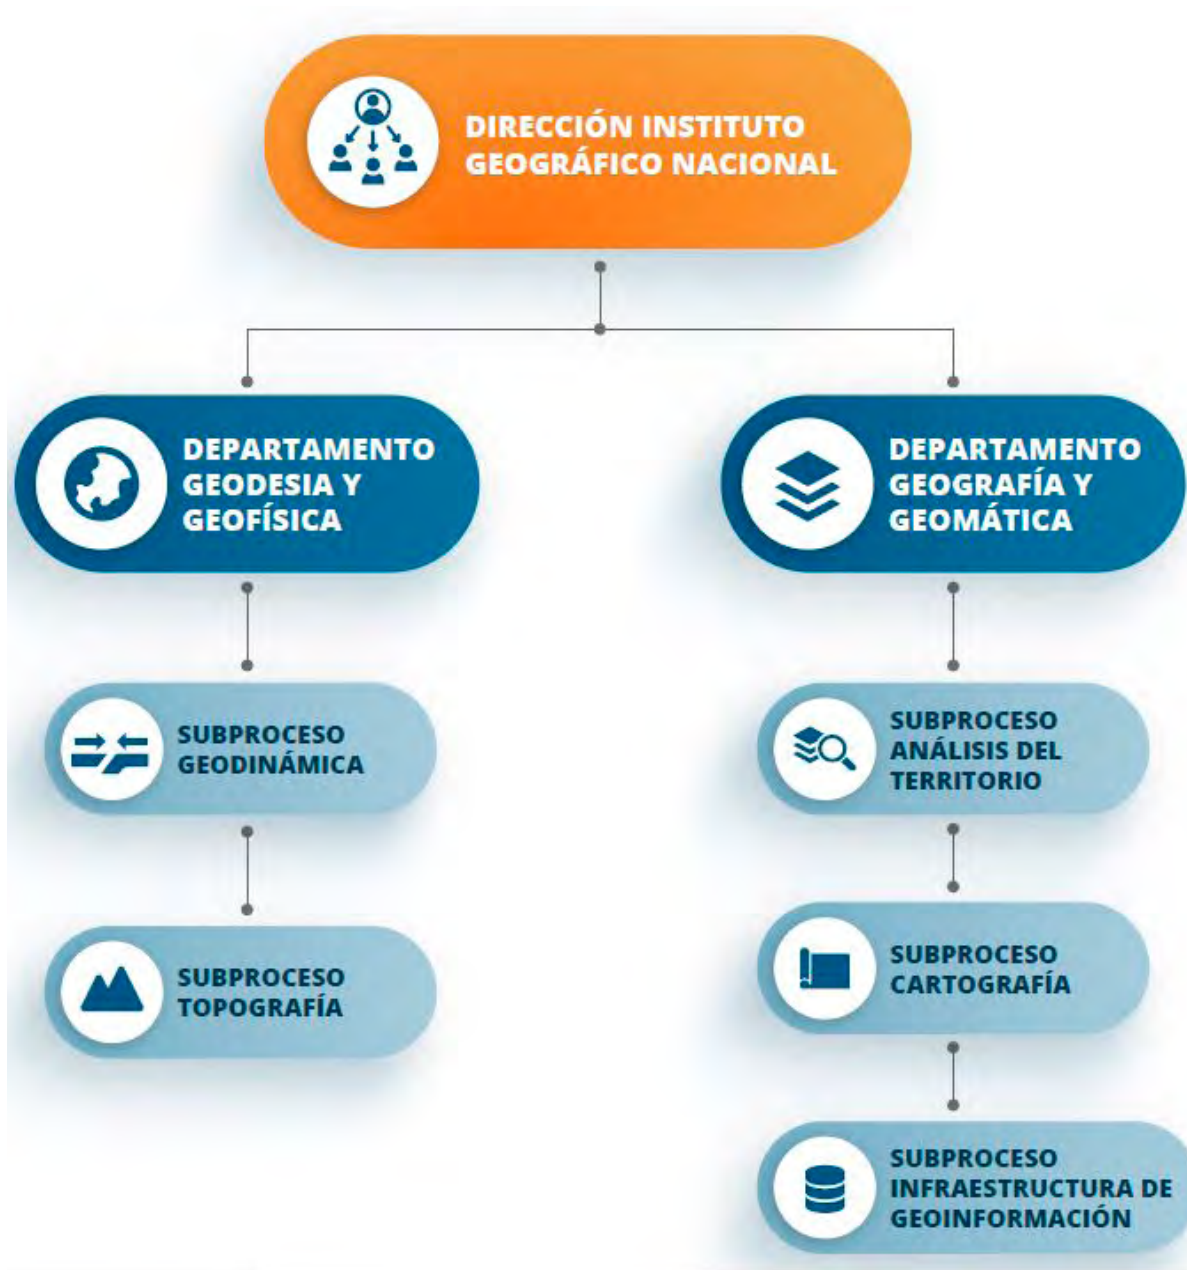 DIRECCIÓN INSTITUTO
GEOGRÁFICO NACIONAL
DEPARTAMENTO
GEODESIA Y
GEOFÍSICA
DEPARTAMENTO
GEOGRAFÍA Y
GEOMÁTICA
SUBPROCESO
GEODINÁMICA
SUBPROCESO
ANÁLISIS DEL
TERRITORIO
SUBPROCESO
TOPOGRAFÍA
SUBPROCESO
CARTOGRAFÍA
SUBPROCESO
INFRAESTRUCTURA DE
GEOINFORMACIÓN